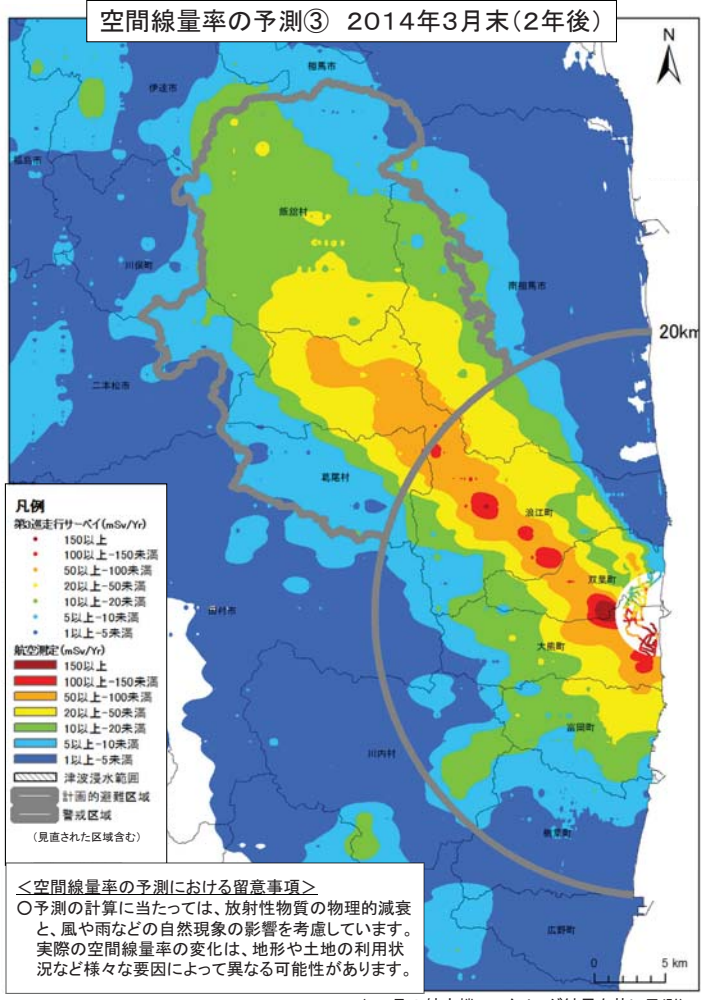 空間線量率の予測③ 2014年3月末(2年後)
N
相馬市
伊達市
福島市
飯舘村
川俣町
南相馬市
20km
二本松市
葛尾村
浪江町
双葉町
田村市
大熊町
富岡町
川内村
楢葉町
広野町
凡例
第3巡走行サーベイ(mSv/Yr)
150以上
100以上-150未満
50以上-100未満
20以上-50未満
10以上-20未満
5以上-10未満
1以上-5未満
航空測定(mSv/Yr)
150以上
100以上-150未満
50以上-100未満
20以上-50未満
10以上-20未満
5以上-10未満
1以上-5未満
津波浸水範囲
計画的避難区域
警戒区域
(見直された区域含む)
<空間線量率の予測における留意事項>
○予測の計算に当たっては、放射性物質の物理的減衰
と、風や雨などの自然現象の影響を考慮しています。
実際の空間線量率の変化は、地形や土地の利用状
況など様々な要因によって異なる可能性があります。
0 5 km